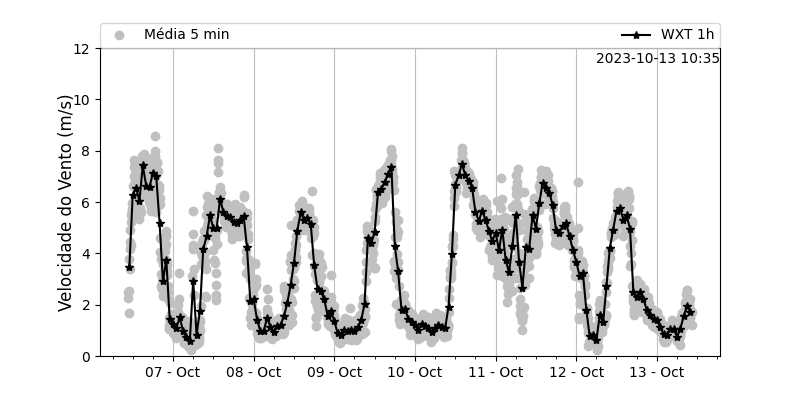 Média 5 min
WXT 1h
2023-10-13 10:35
Velocidade do Vento (m/s)
12
10
8
6
4
2
0
07 - Oct 08 - Oct 09 - Oct 10 - Oct 11 - Oct 12 - Oct 13 - Oct